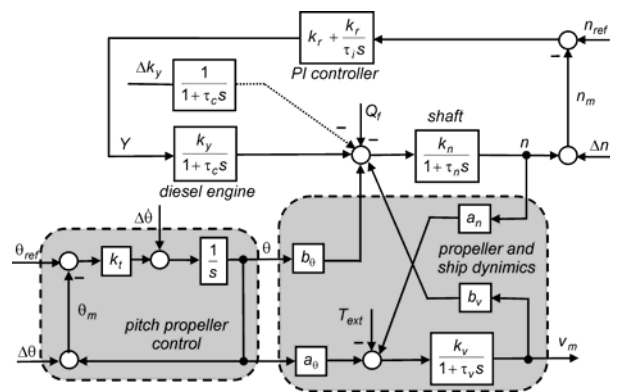 k_r + k_r / τ_i s
n_ref
PI controller
Δk_y
1 / 1 + τ_c s
n_m
Q_f
shaft
Y
k_y / 1 + τ_c s
k_n / 1 + τ_n s
n
Δn
diesel engine
Δθ̇
a_n
θ_ref
k_t
1 / s
θ
b_θ
propeller and
ship dynimics
θ_m
b_v
T_ext
pitch propeller
control
Δθ
a_θ
k_v / 1 + τ_v s
v_m